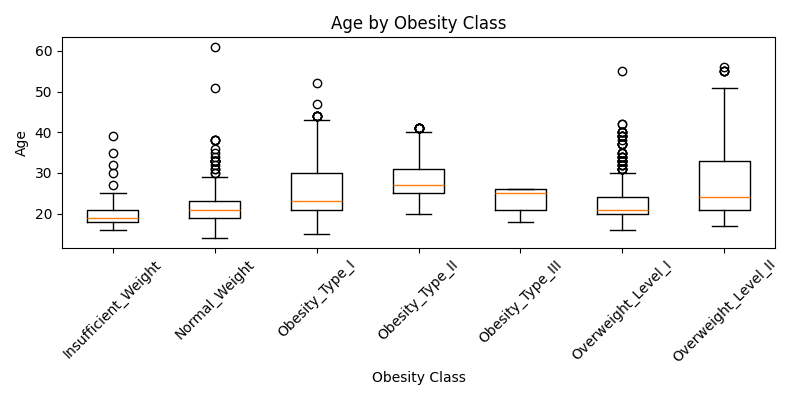 Age by Obesity Class
60
50
40
30
20
Age
Insufficient_Weight
Normal_Weight
Obesity_Type_I
Obesity_Type_II
Obesity_Type_III
Overweight_Level_I
Overweight_Level_II
Obesity Class